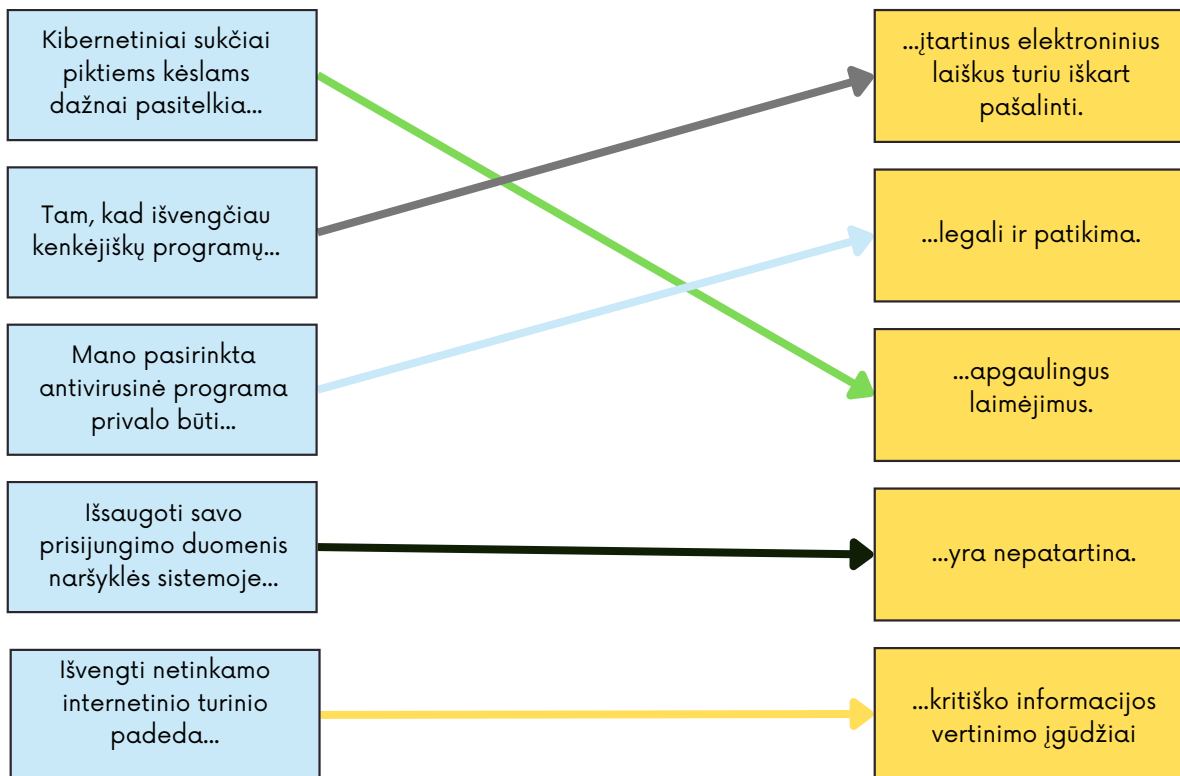 Kibernetiniai sukčiai
piktiems kėslams
dažnai pasitelkia...
Tam, kad išvengčiau
kenkėjiškų programų...
Mano pasirinkta
antivirusinė programa
privalo būti...
Išsaugoti savo
prisijungimo duomenis
naršyklės sistemoje...
Išvengti netinkamo
internetinio turinio
padeda...
...įtartinus elektroninius
laiškus turiu iškart
pašalinti.
...legali ir patikima.
...apgaulingus
laimėjimus.
...yra nepatartina.
...kritiško informacijos
vertinimo įgūdžiai